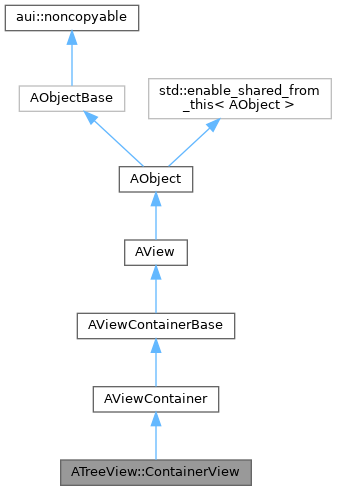 aui::noncopyable
AObjectBase
std::enable_shared_from
_this< AObject >
AObject
AView
AViewContainerBase
AViewContainer
ATreeView::ContainerView